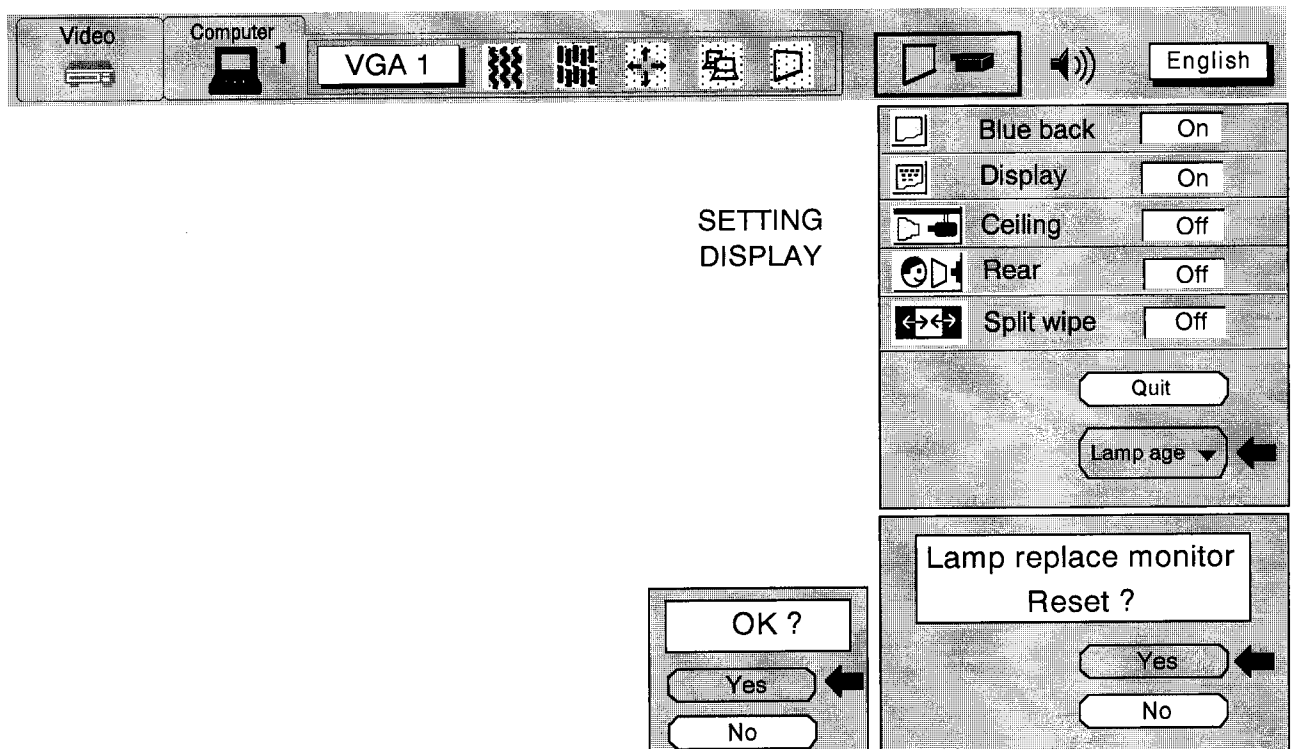 Video
Computer
1
VGA 1
English
Blue back On
Display On
SETTING
DISPLAY
Ceiling Off
Rear Off
Split wipe Off
Quit
Lamp age
Lamp replace monitor
Reset ?
Yes
No
OK ?
Yes
No